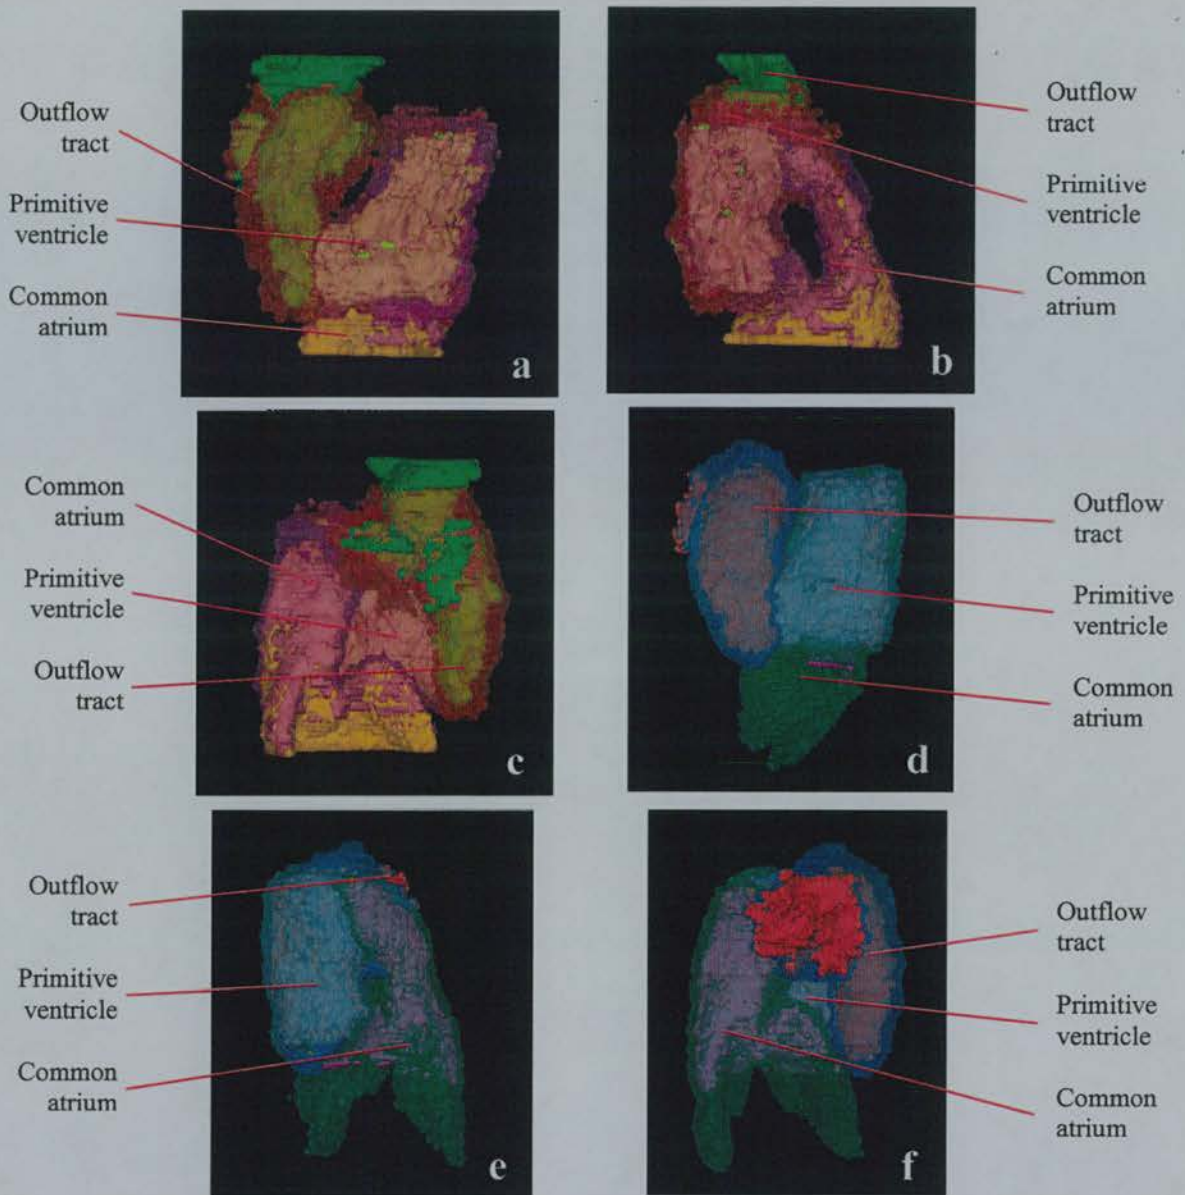 Outflow
tract
Primitive
ventricle
Common
atrium
a
Outflow
tract
Primitive
ventricle
Common
atrium
b
Common
atrium
Primitive
ventricle
Outflow
tract
c
Outflow
tract
Primitive
ventricle
Common
atrium
d
Outflow
tract
Primitive
ventricle
Common
atrium
e
Outflow
tract
Primitive
ventricle
Common
atrium
f